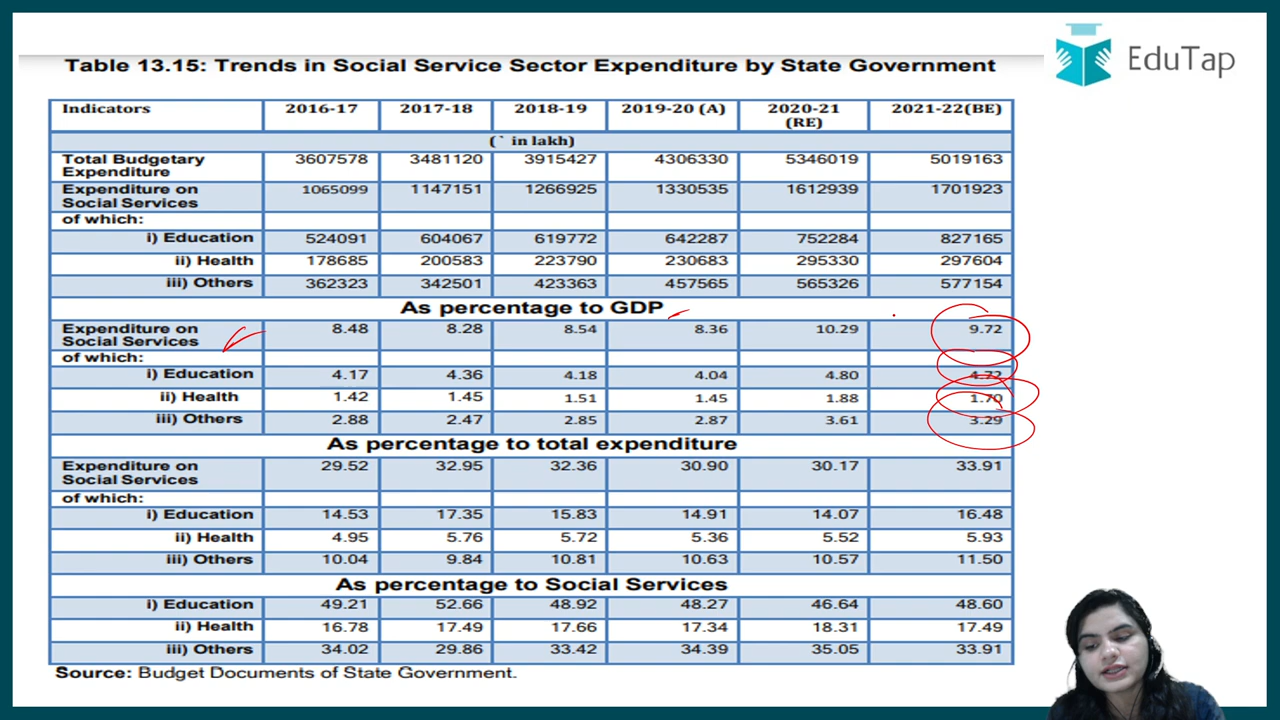 EduTap
Table 13.15: Trends in Social Service Sector Expenditure by State Government
Indicators 2016-17 2017-18 2018-19 2019-20 (A) 2020-21 (RE) 2021-22(BE)
(` in lakh)
Total Budgetary Expenditure 3607578 3481120 3915427 4306330 5346019 5019163
Expenditure on Social Services 1065099 1147151 1266925 1330535 1612939 1701923
of which:
i) Education 524091 604067 619772 642287 752284 827165
ii) Health 178685 200583 223790 230683 295330 297604
iii) Others 362323 342501 423363 457565 565326 577154
As percentage to GDP
Expenditure on Social Services 8.48 8.28 8.54 8.36 10.29 9.72
of which:
i) Education 4.17 4.36 4.18 4.04 4.80 4.72
ii) Health 1.42 1.45 1.51 1.45 1.88 1.70
iii) Others 2.88 2.47 2.85 2.87 3.61 3.29
As percentage to total expenditure
Expenditure on Social Services 29.52 32.95 32.36 30.90 30.17 33.91
of which:
i) Education 14.53 17.35 15.83 14.91 14.07 16.48
ii) Health 4.95 5.76 5.72 5.36 5.52 5.93
iii) Others 10.04 9.84 10.81 10.63 10.57 11.50
As percentage to Social Services
i) Education 49.21 52.66 48.92 48.27 46.64 48.60
ii) Health 16.78 17.49 17.66 17.34 18.31 17.49
iii) Others 34.02 29.86 33.42 34.39 35.05 33.91
Source: Budget Documents of State Government.